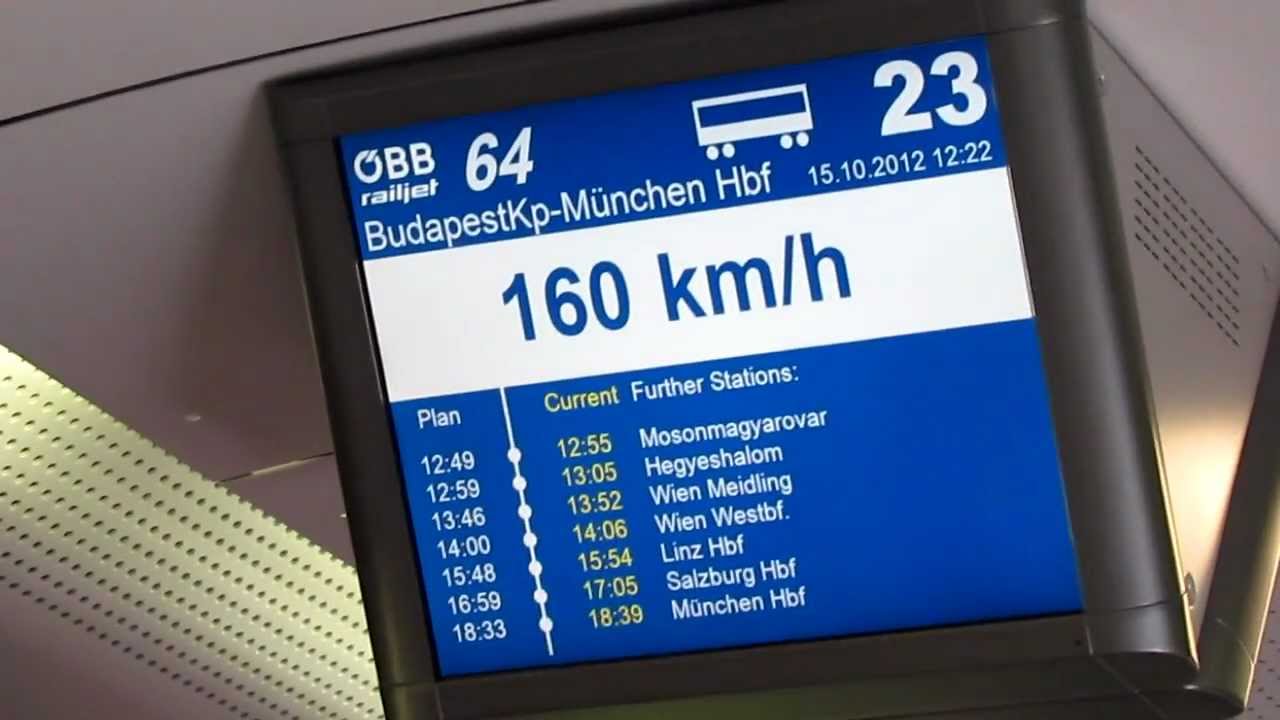 ÖBB railjet 64 23
BudapestKp-München Hbf 15.10.2012 12:22
160 km/h
Plan Current Further Stations:
12:49 12:55 Mosonmagyarovar
12:59 13:05 Hegyeshalom
13:46 13:52 Wien Meidling
14:00 14:06 Wien Westbf.
15:48 15:54 Linz Hbf
16:59 17:05 Salzburg Hbf
18:33 18:39 München Hbf